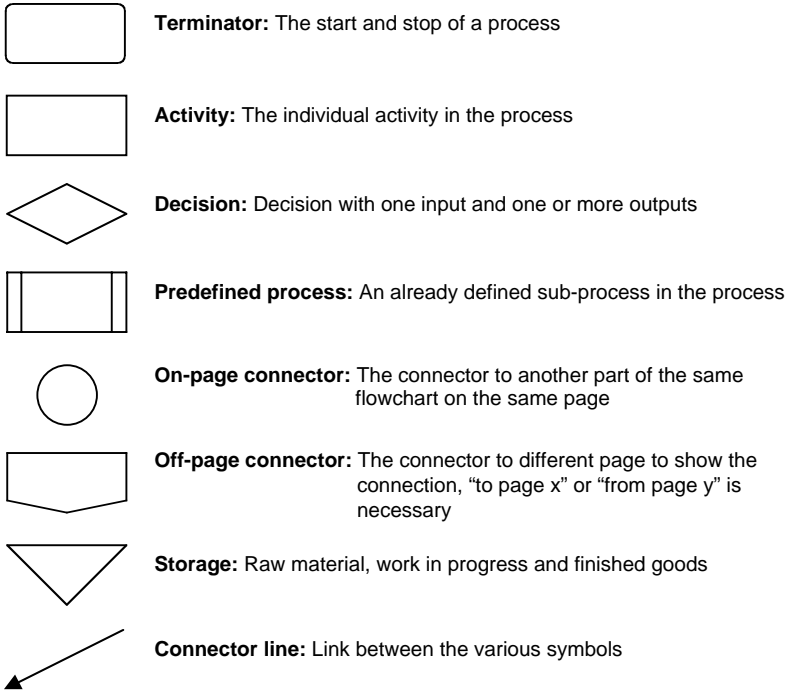 Terminator: The start and stop of a process
Activity: The individual activity in the process
Decision: Decision with one input and one or more outputs
Predefined process: An already defined sub-process in the process
On-page connector: The connector to another part of the same
flowchart on the same page
Off-page connector: The connector to different page to show the
connection, “to page x” or “from page y” is
necessary
Storage: Raw material, work in progress and finished goods
Connector line: Link between the various symbols